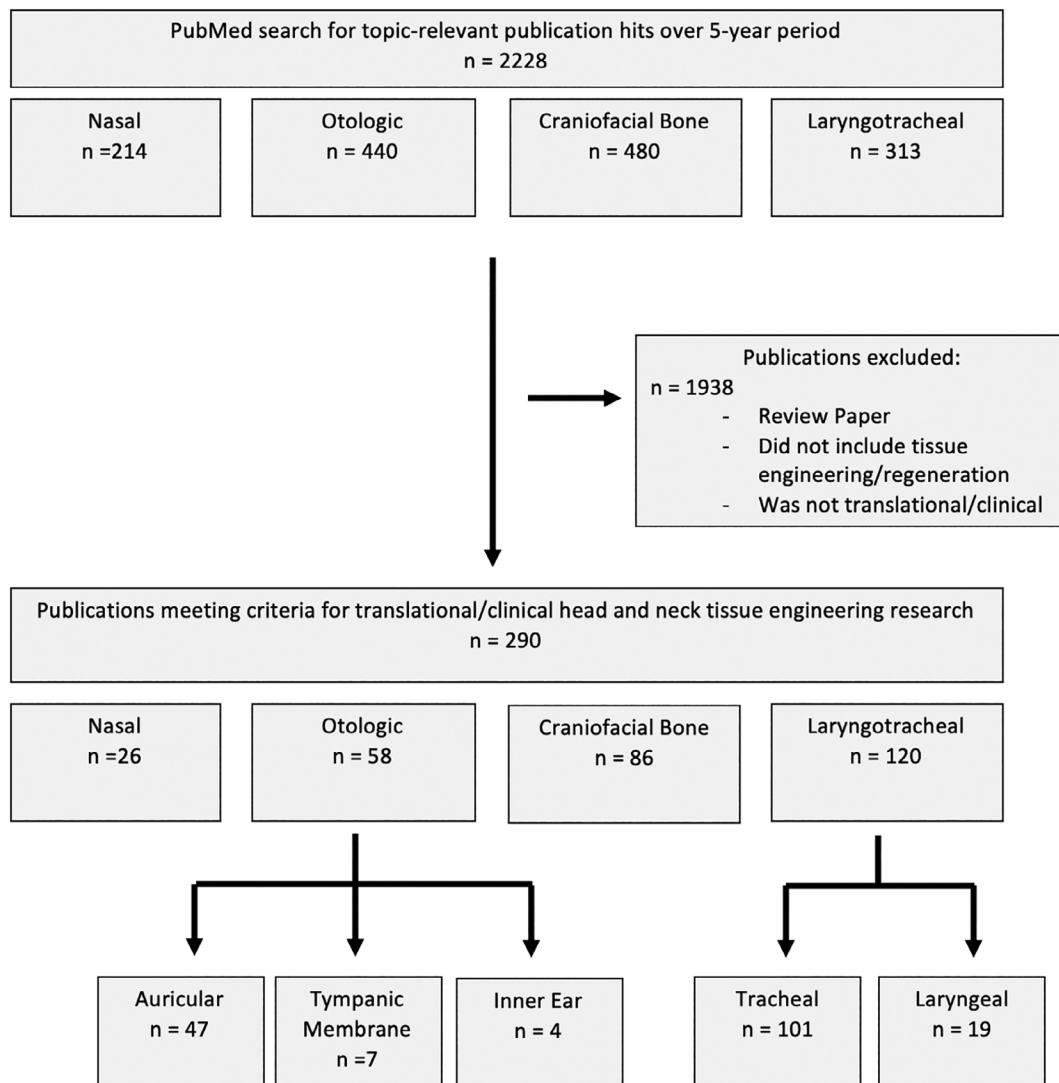 PubMed search for topic-relevant publication hits over 5-year period
n = 2228
Nasal
n =214
Otologic
n = 440
Craniofacial Bone
n = 480
Laryngotracheal
n = 313
Publications excluded:
n = 1938
- Review Paper
- Did not include tissue
engineering/regeneration
- Was not translational/clinical
Publications meeting criteria for translational/clinical head and neck tissue engineering research
n = 290
Nasal
n =26
Otologic
n = 58
Craniofacial Bone
n = 86
Laryngotracheal
n = 120
Auricular
n = 47
Tympanic
Membrane
n =7
Inner Ear
n = 4
Tracheal
n = 101
Laryngeal
n = 19